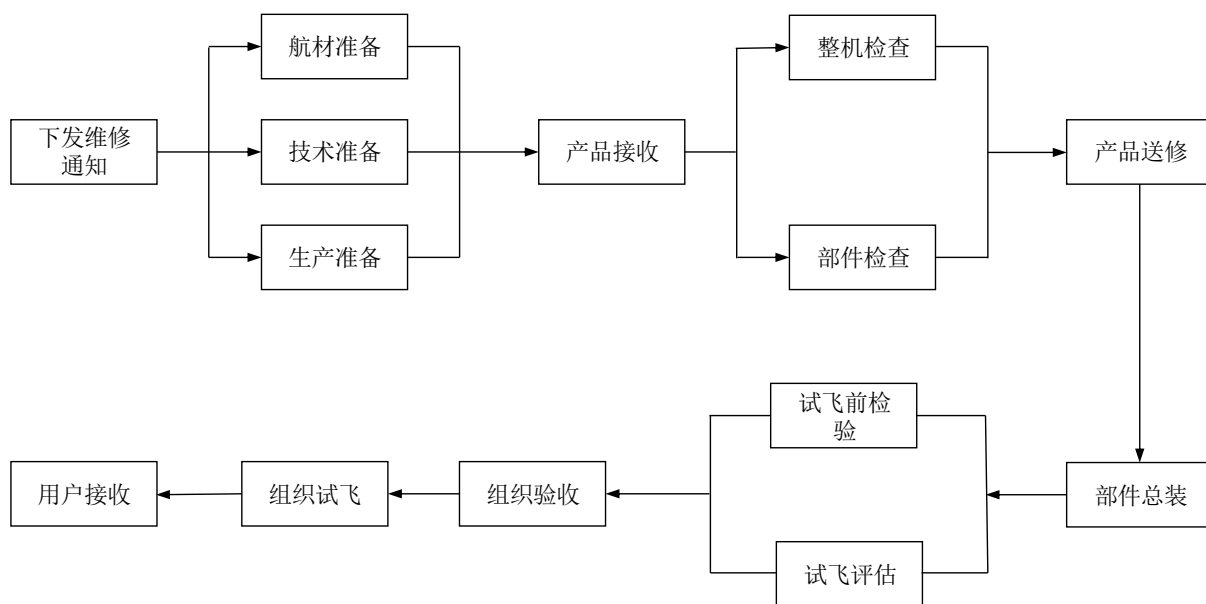 航材准备
整机检查
下发维修
通知
技术准备
产品接收
产品送修
生产准备
部件检查
试飞前检
验
用户接收
组织试飞
组织验收
部件总装
试飞评估